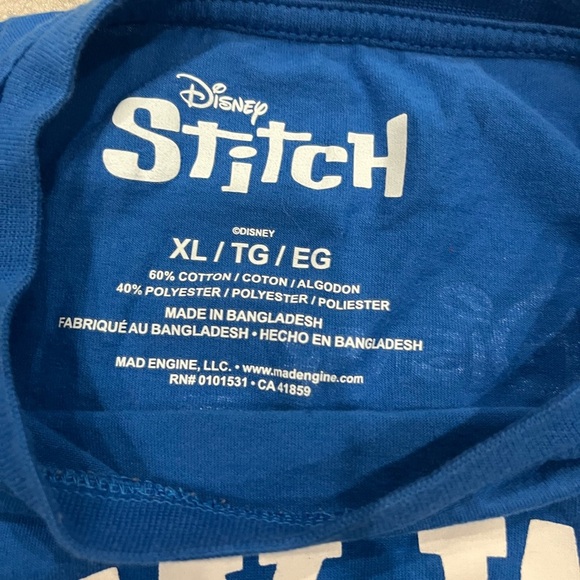 Disney
Stitch
©DISNEY
XL / TG / EG
60% COTTON / COTON / ALGODON
40% POLYESTER / POLYESTER / POLIESTER
MADE IN BANGLADESH
FABRIQUÉ AU BANGLADESH • HECHO EN BANGLADESH
MAD ENGINE, LLC. • www.madengine.com
RN# 0101531 • CA 41859